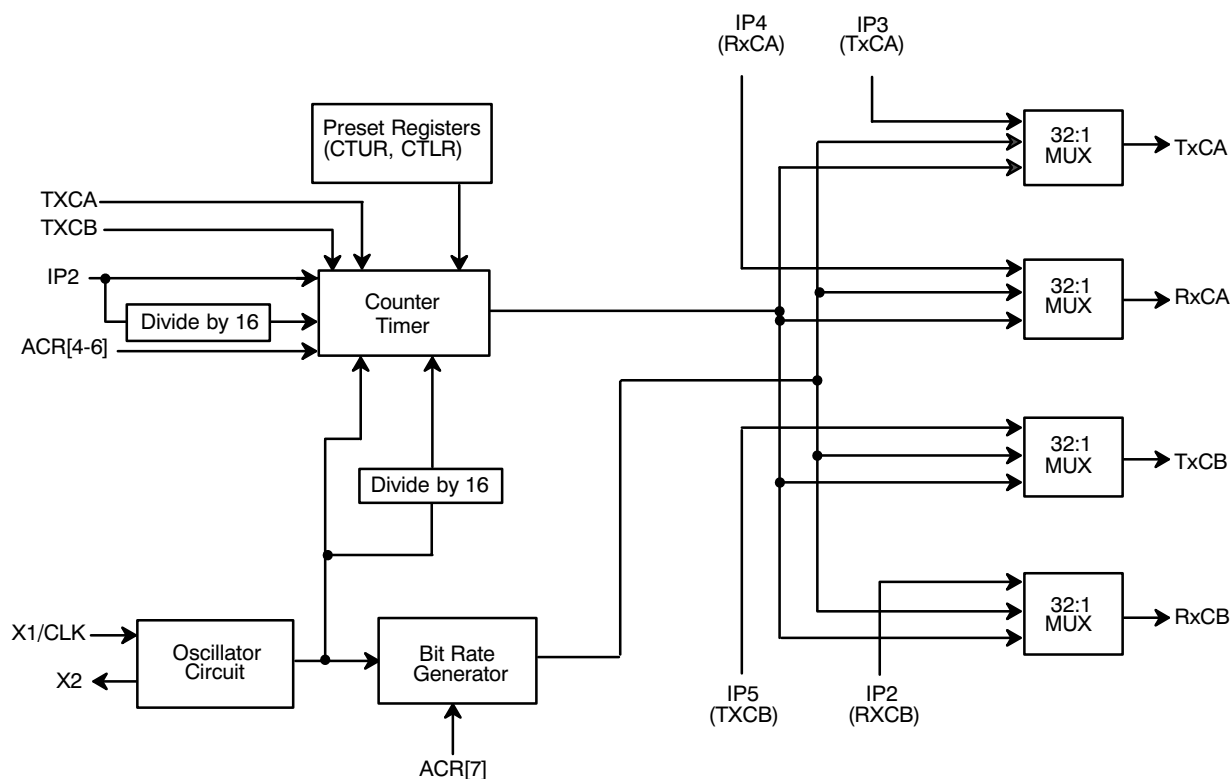 IP4
(RxCA)
IP3
(TxCA)
Preset Registers
(CTUR, CTLR)
32:1
MUX
TxCA
TXCA
TXCB
IP2
Counter
Timer
32:1
MUX
RxCA
Divide by 16
ACR[4-6]
32:1
MUX
TxCB
Divide by 16
32:1
MUX
RxCB
X1/CLK
X2
Oscillator
Circuit
Bit Rate
Generator
IP5
(TXCB)
IP2
(RXCB)
ACR[7]